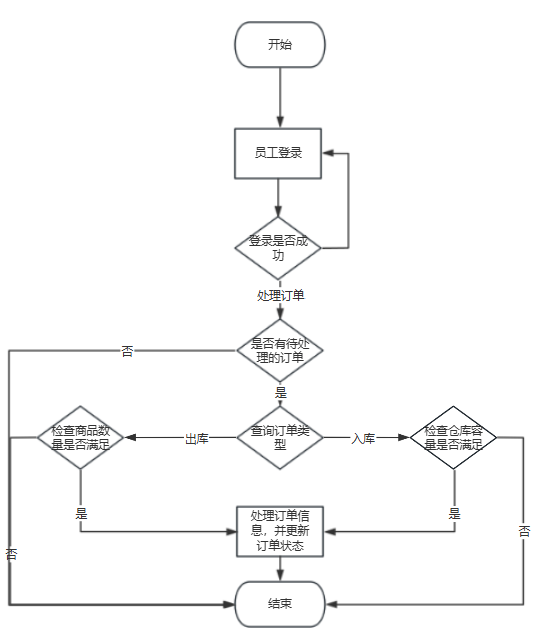 开始
员工登录
登录是否成
功
处理订单
是否有待处
理的订单
否
是
检查商品数
量是否满足
出库
查询订单类
型
入库
检查仓库容
量是否满足
是
处理订单信
息，并更新
订单状态
是
否
否
结束